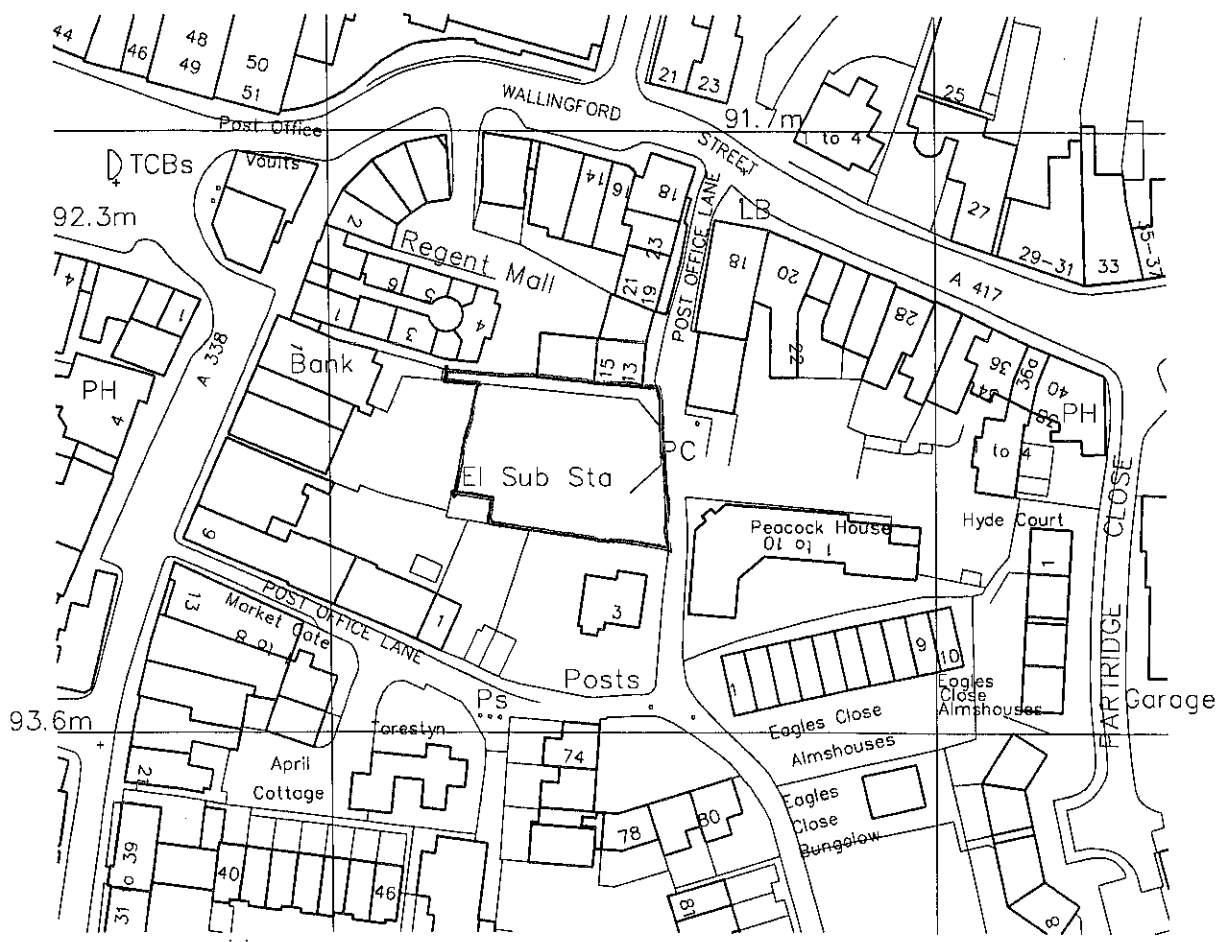 44
46
48
49
50
51
21
23
25
WALLINGFORD
STREET
91.7m
1 to 4
Post Office
Vaults
TCBs
92.3m
14
16
18
27
29-31
33
35-37
LB
2
Regent Mall
6
5
4
3
1
23
21
19
POST OFFICE LANE
18
20
22
28
A 417
36
36a
34
38
40
PH
4
1
A 338
PH
4
1
Bank
15
13
to 4
El Sub Sta
PC
CLOSE
PARTRIDGE
Peacock House
1 to 10
Hyde Court
1
9
POST OFFICE LANE
1
3
13
Market Gate
1 to 8
Posts
Ps
1
9
10
Eagles
Close
Almshouses
Garage
93.6m
Eagles Close
Almshouses
Torestyn
April
Cottage
21
74
Eagles
Close
Bungalow
78
80
39
31
40
46
81
8